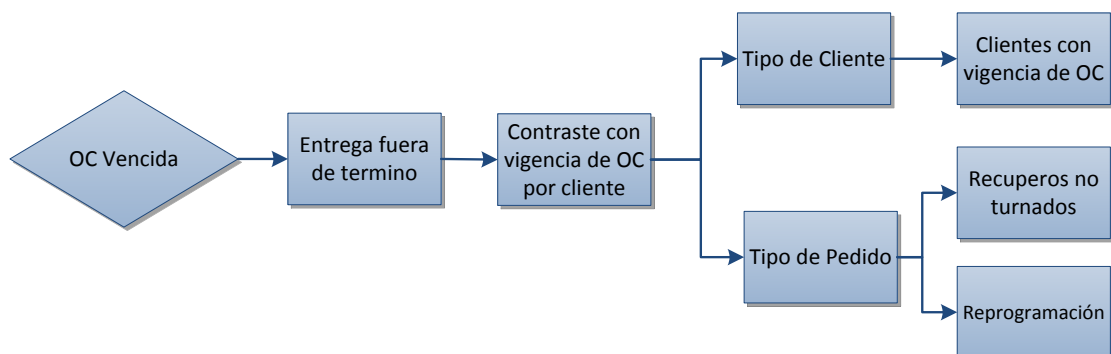 OC Vencida
Entrega fuera
de termino
Contraste con
vigencia de OC
por cliente
Tipo de Cliente
Clientes con
vigencia de OC
Tipo de Pedido
Recuperos no
turnados
Reprogramación